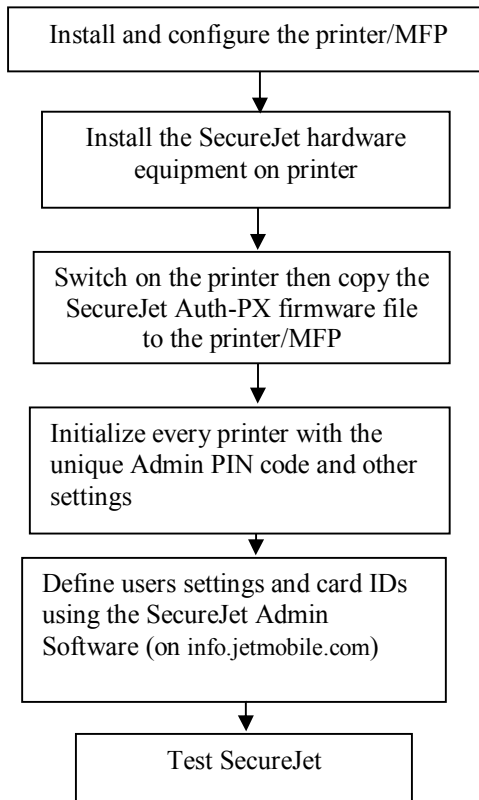 Install and configure the printer/MFP
Install the SecureJet hardware
equipment on printer
Switch on the printer then copy the
SecureJet Auth-PX firmware file
to the printer/MFP
Initialize every printer with the
unique Admin PIN code and other
settings
Define users settings and card IDs
using the SecureJet Admin
Software (on info.jetmobile.com)
Test SecureJet